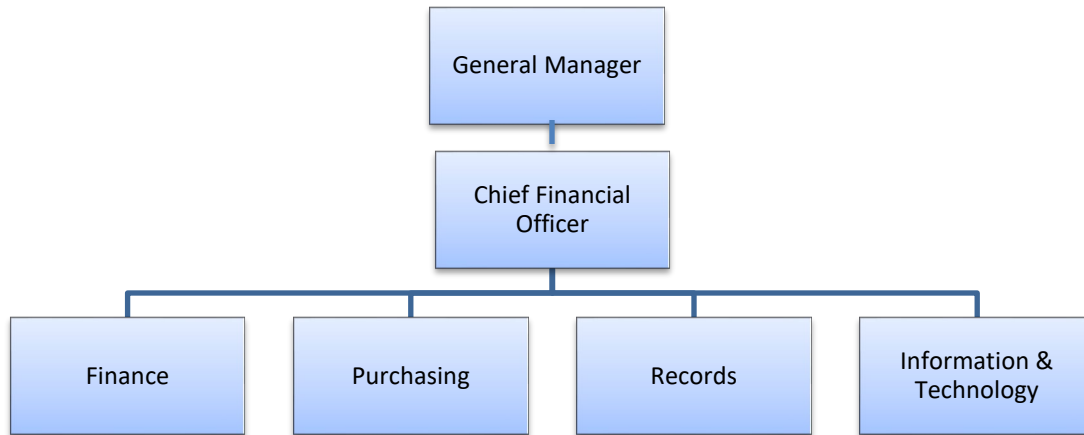 General Manager
Chief Financial
Officer
Finance
Purchasing
Records
Information &
Technology